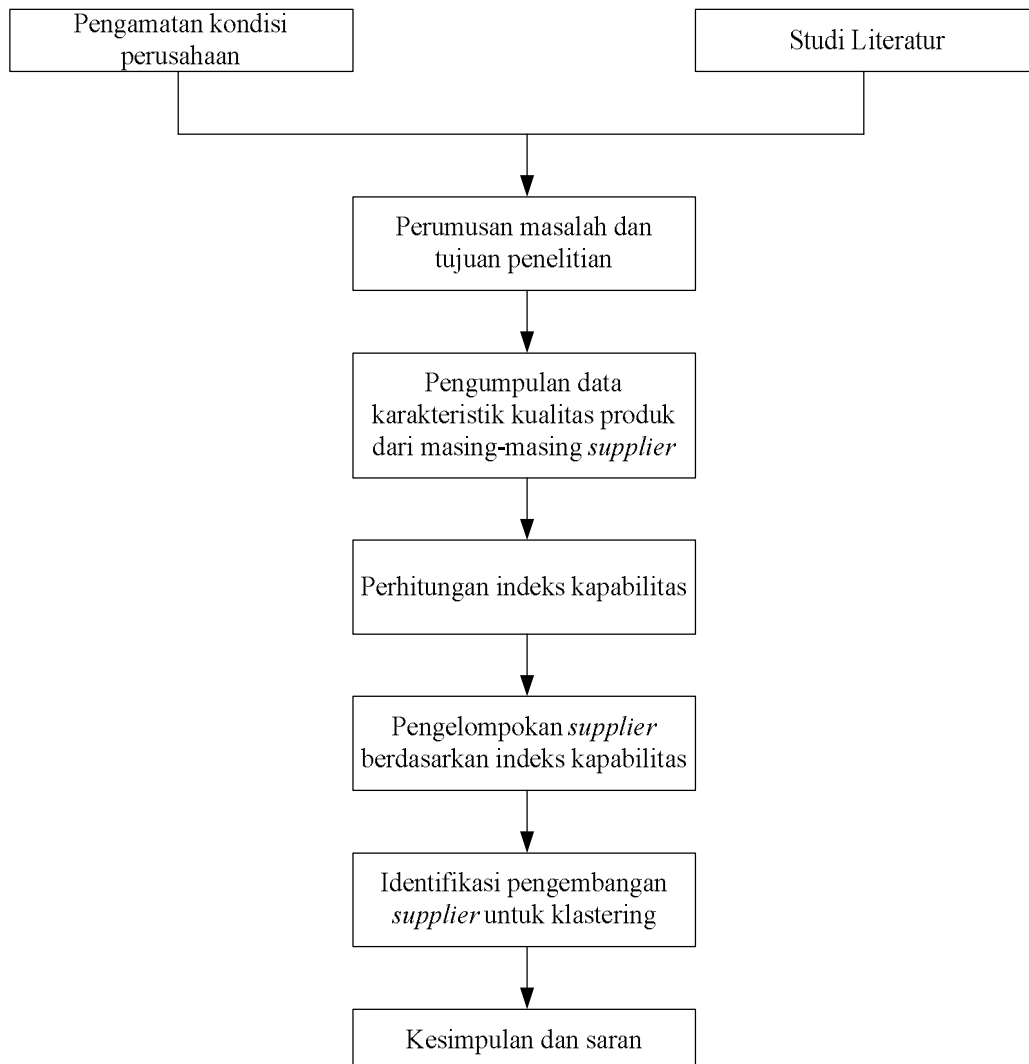 Pengamatan kondisi
perusahaan
Studi Literatur
Perumusan masalah dan
tujuan penelitian
Pengumpulan data
karakteristik kualitas produk
dari masing-masing supplier
Perhitungan indeks kapabilitas
Pengelompokan supplier
berdasarkan indeks kapabilitas
Identifikasi pengembangan
supplier untuk klastering
Kesimpulan dan saran